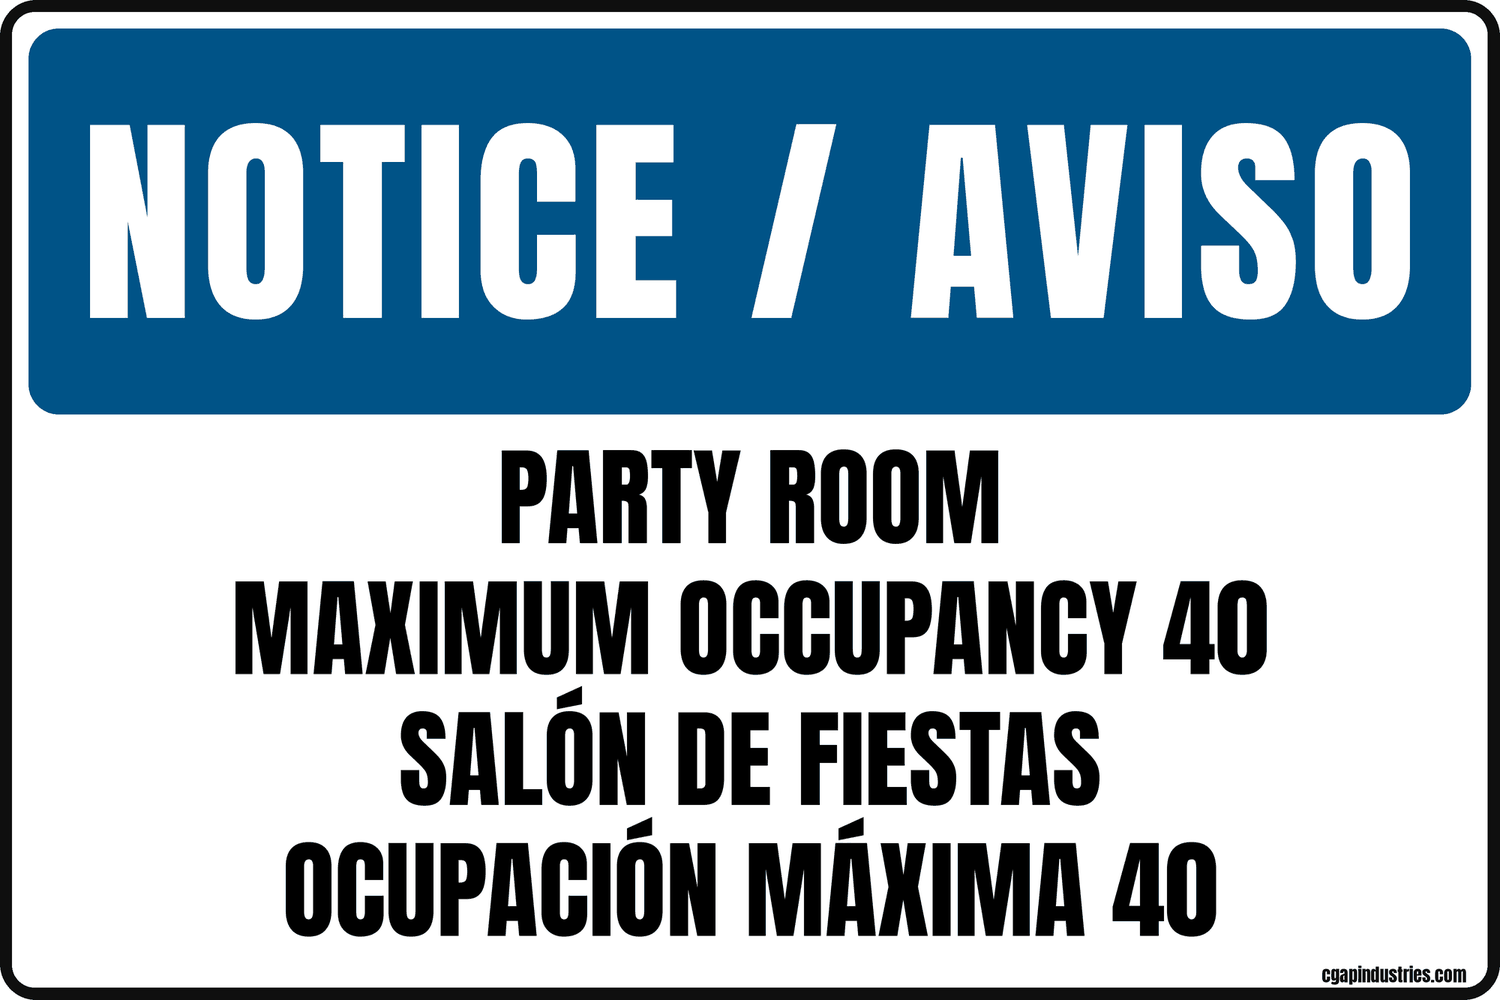 NOTICE / AVISO
PARTY ROOM
MAXIMUM OCCUPANCY 40
SALÓN DE FIESTAS
OCUPACIÓN MÁXIMA 40
cgapindustries.com